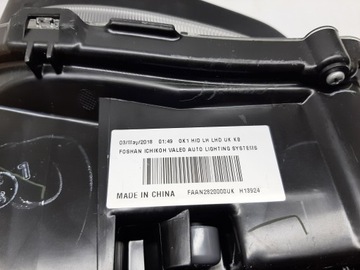 03/May/2016 01:49 GK1 HID LH LHD UK K0
FOSHAN ICHIKOH VALEO AUTO LIGHTING SYSTEMS
MADE IN CHINA FAAN2820000UK H13924